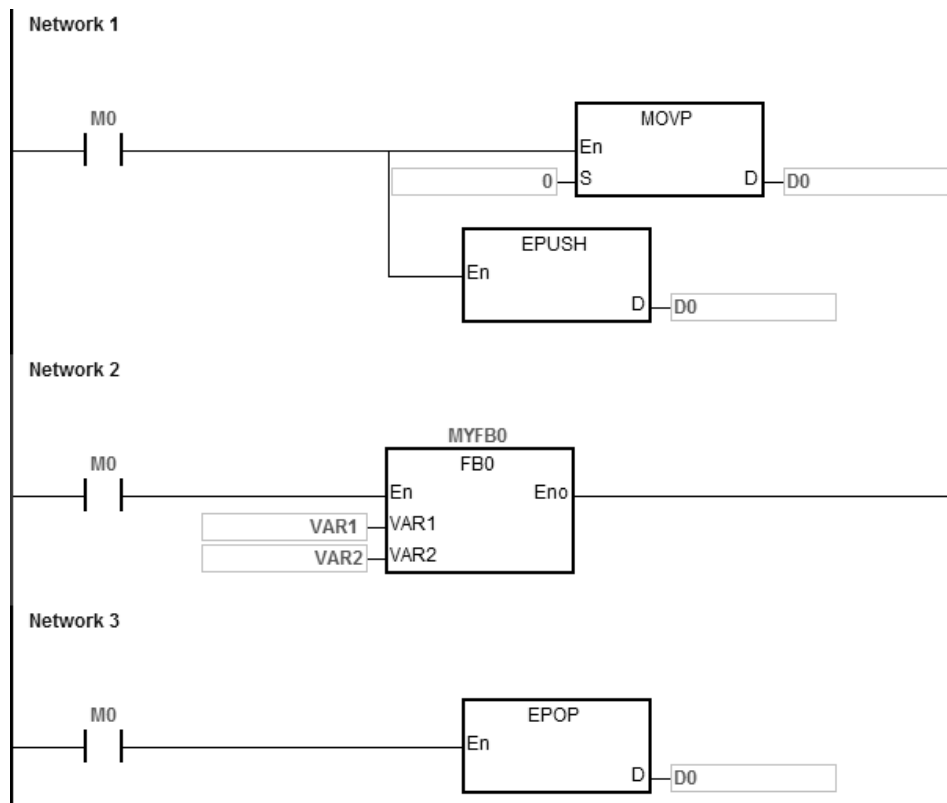 Network 1
M0
MOVP
En
0 S D D0
EPUSH
En
D D0
Network 2
MYFB0
M0
FB0
En Eno
VAR1 VAR1
VAR2 VAR2
Network 3
M0
EPOP
En
D D0